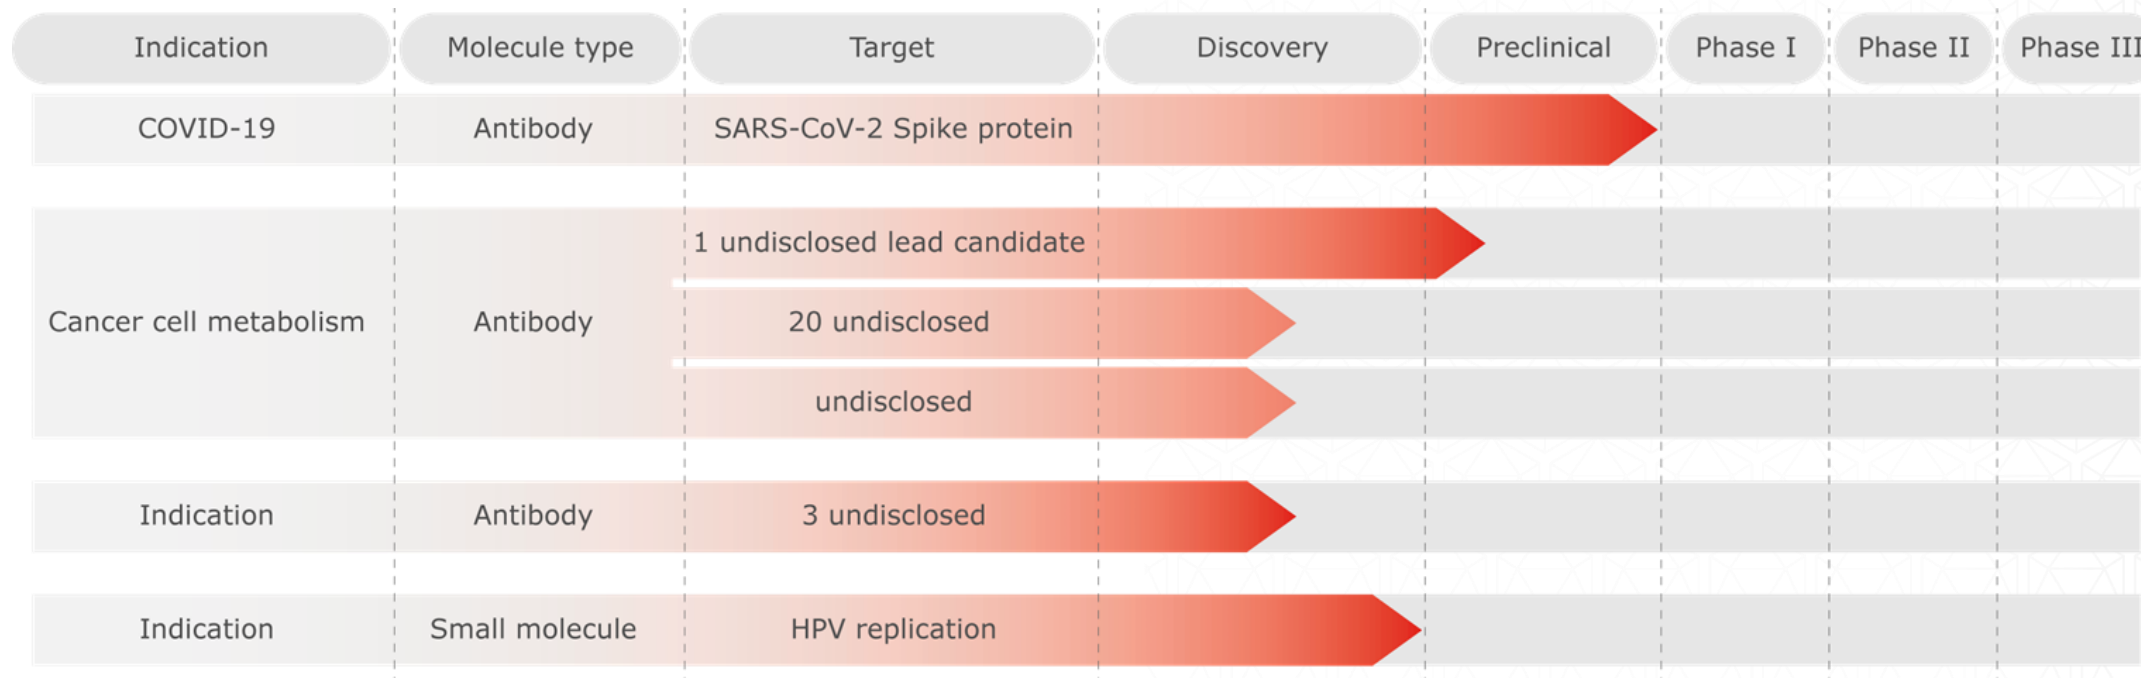 Indication Molecule type Target Discovery Preclinical Phase I Phase II Phase III
COVID-19 Antibody SARS-CoV-2 Spike protein
1 undisclosed lead candidate
Cancer cell metabolism Antibody 20 undisclosed
undisclosed
Indication Antibody 3 undisclosed
Indication Small molecule HPV replication